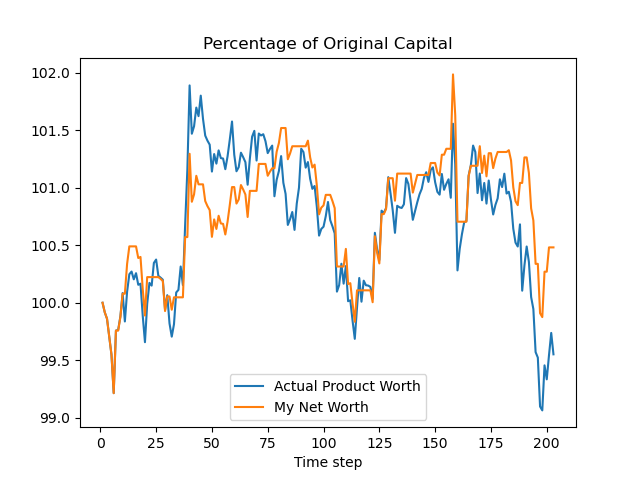 Percentage of Original Capital
102.0
101.5
101.0
100.5
100.0
99.5
99.0
Actual Product Worth
My Net Worth
0 25 50 75 100 125 150 175 200
Time step